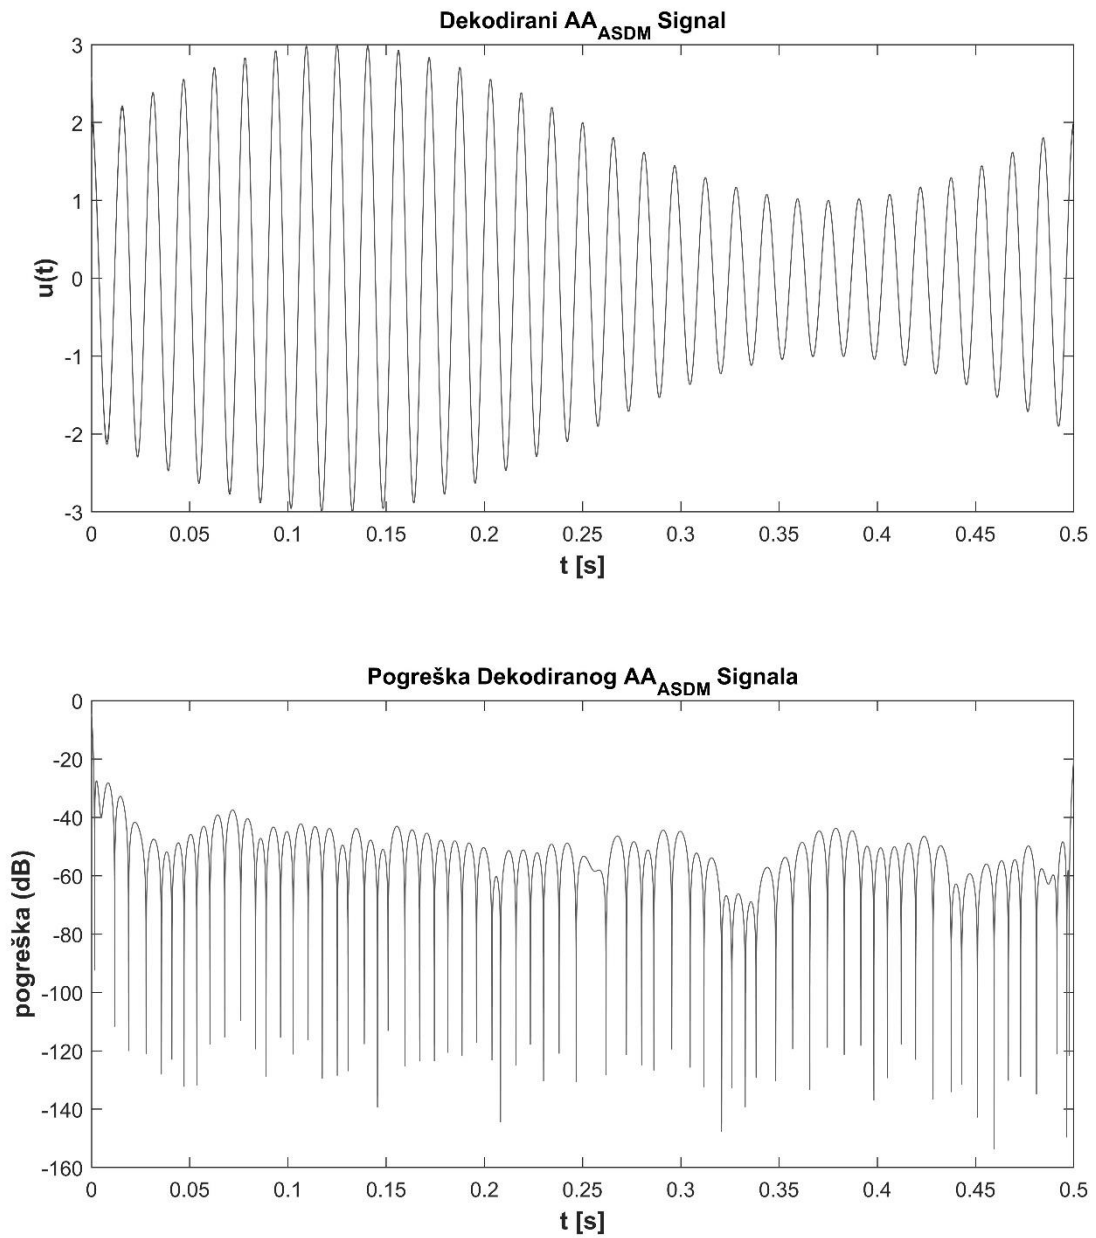 Dekodirani AA_ASDM Signal
3
2
1
0
-1
-2
-3
u(t)
0 0.05 0.1 0.15 0.2 0.25 0.3 0.35 0.4 0.45 0.5
t [s]
Pogreška Dekodiranog AA_ASDM Signala
0
-20
-40
-60
-80
-100
-120
-140
-160
pogreška (dB)
0 0.05 0.1 0.15 0.2 0.25 0.3 0.35 0.4 0.45 0.5
t [s]